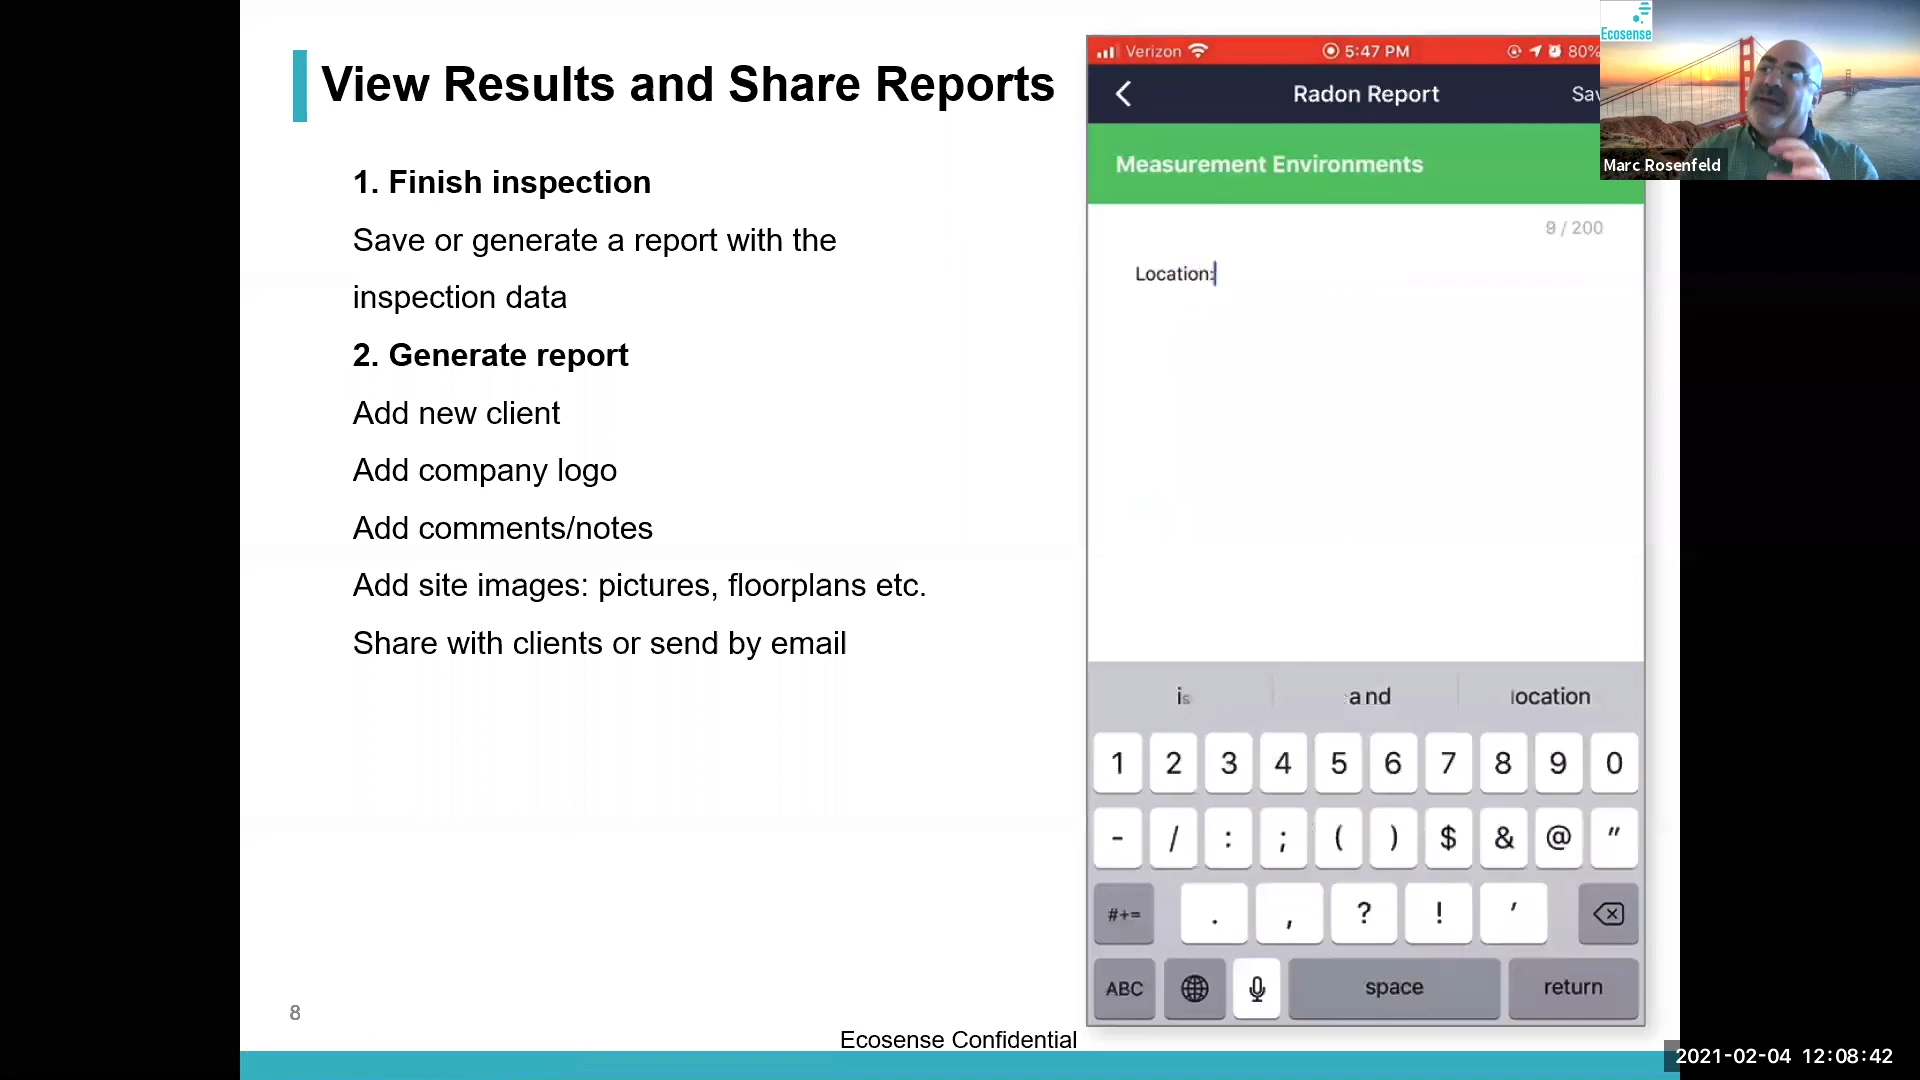 View Results and Share Reports
1. Finish inspection
Save or generate a report with the
inspection data
2. Generate report
Add new client
Add company logo
Add comments/notes
Add site images: pictures, floorplans etc.
Share with clients or send by email
8
Ecosense Confidential
Verizon 5:47 PM 80%
Radon Report Sav
Measurement Environments
9 / 200
Location:
is and location
1 2 3 4 5 6 7 8 9 0
- / : ; ( ) $ & @ "
#+= . , ? ! '
ABC space return
Ecosense
Marc Rosenfeld
2021-02-04 12:08:42